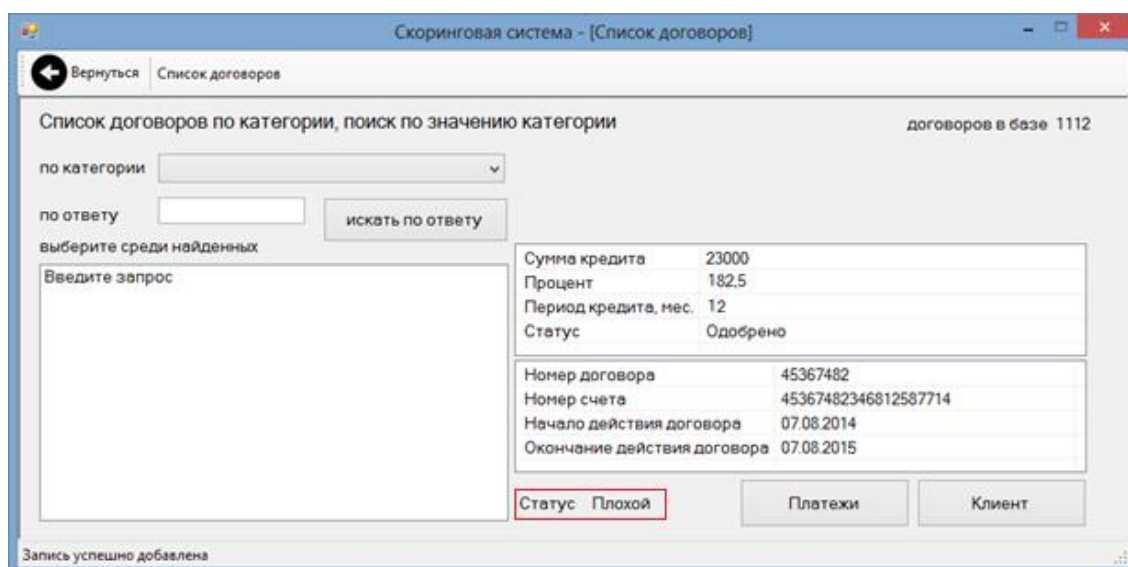 Скоринговая система - [Список договоров]
Вернуться Список договоров
Список договоров по категории, поиск по значению категории договоров в базе 1112
по категории
по ответу искать по ответу
выберите среди найденных
Введите запрос
Сумма кредита 23000
Процент 182,5
Период кредита, мес. 12
Статус Одобрено
Номер договора 45367482
Номер счета 45367482346812587714
Начало действия договора 07.08.2014
Окончание действия договора 07.08.2015
Статус Плохой Платежи Клиент
Запись успешно добавлена